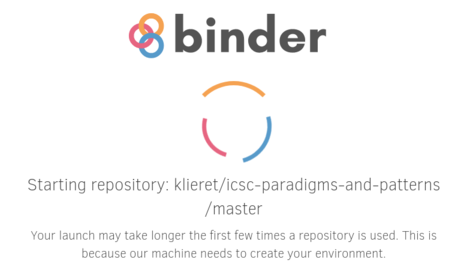 binder
Starting repository: klieret/icsc-paradigms-and-patterns
/master
Your launch may take longer the first few times a repository is used. This is
because our machine needs to create your environment.